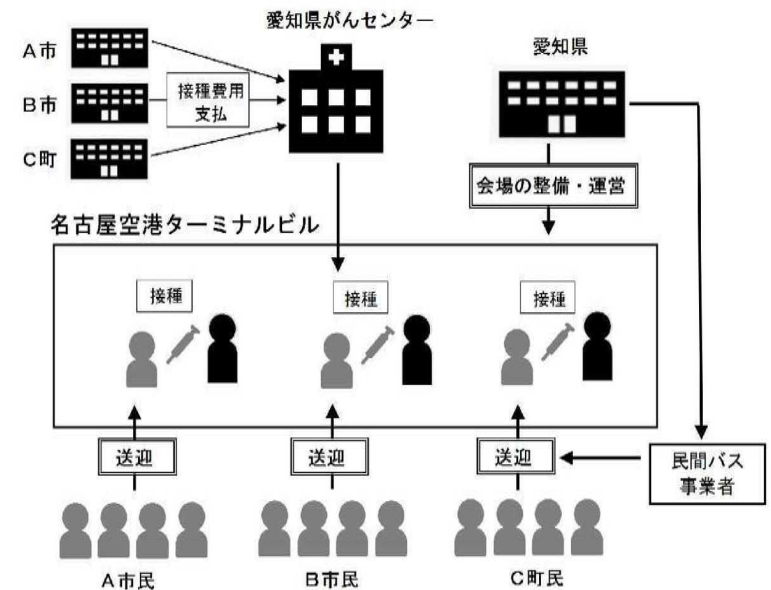 愛知県がんセンター
愛知県
A市
B市
C町
接種費用
支払
会場の整備・運営
名古屋空港ターミナルビル
接種
接種
接種
送迎
送迎
送迎
民間バス
事業者
A市民
B市民
C町民